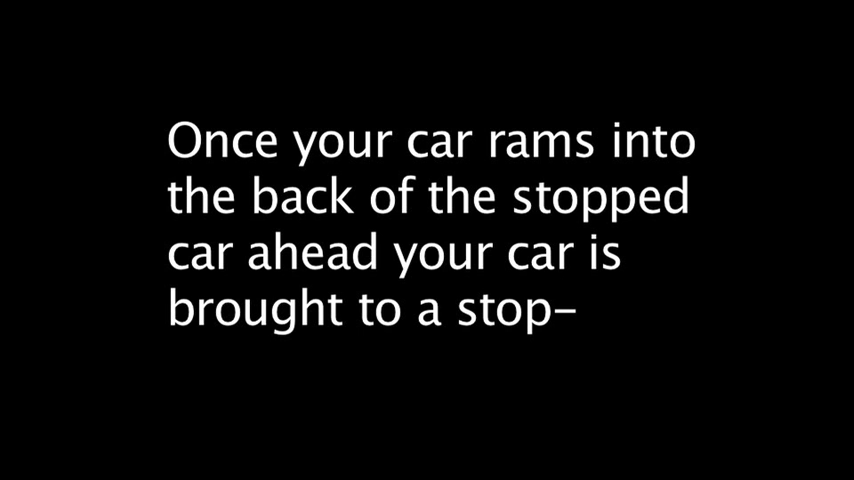 Once your car rams into
the back of the stopped
car ahead your car is
brought to a stop–